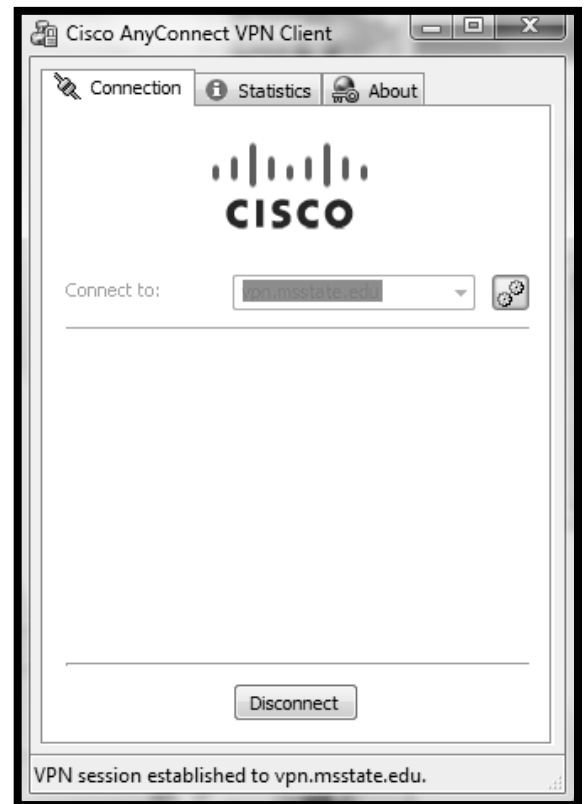 Cisco AnyConnect VPN Client
Connection Statistics About
CISCO
Connect to: vpn.msstate.edu
Disconnect
VPN session established to vpn.msstate.edu.